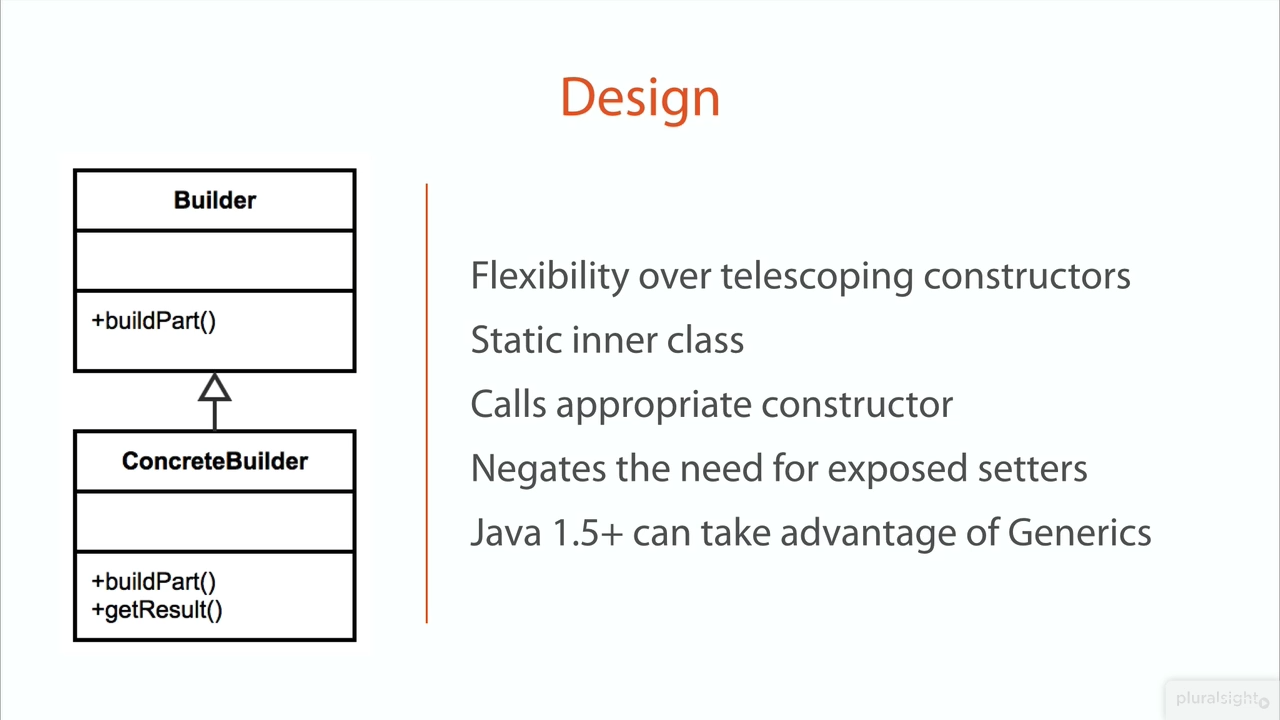 Design
Builder
+buildPart()
ConcreteBuilder
+buildPart()
+getResult()
Flexibility over telescoping constructors
Static inner class
Calls appropriate constructor
Negates the need for exposed setters
Java 1.5+ can take advantage of Generics
pluralsight